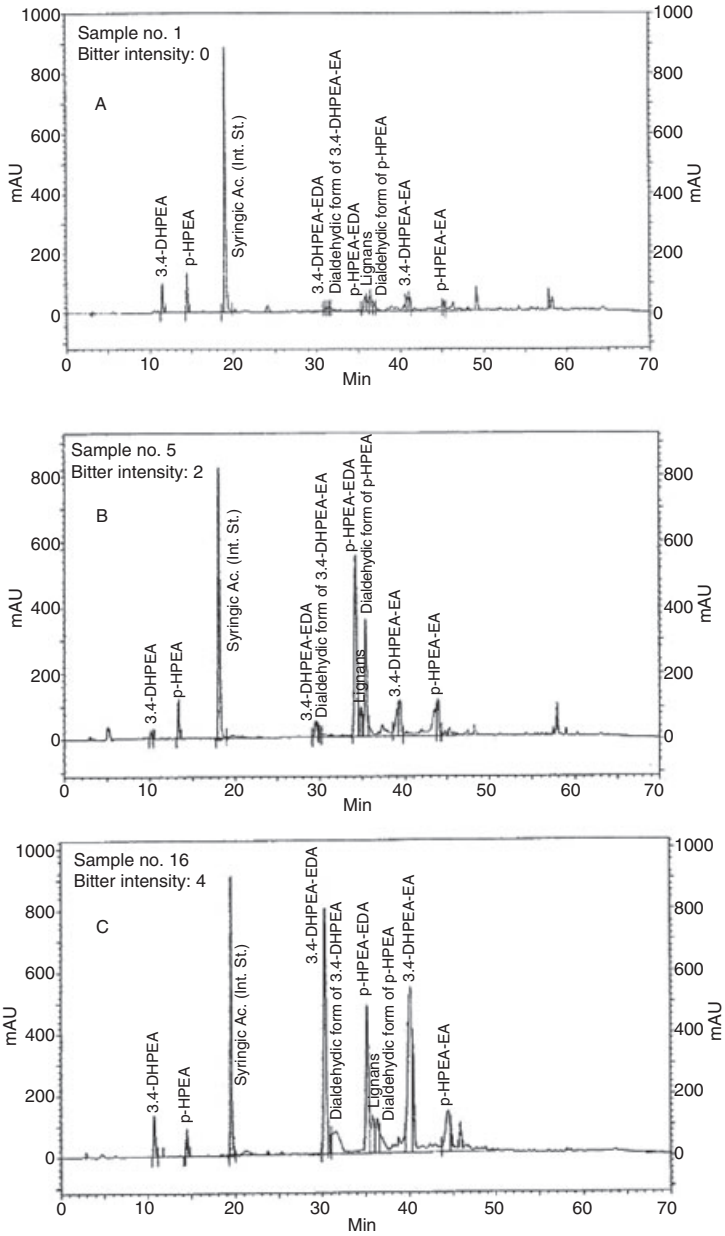 1000
800
600
400
200
0
mAU
Sample no. 1
Bitter intensity: 0
A
3.4-DHPEA
p-HPEA
Syringic Ac. (Int. St.)
3.4-DHPEA-EDA
Dialdehydic form of 3.4-DHPEA-EA
p-HPEA-EDA
Lignans
Dialdehydic form of p-HPEA
3.4-DHPEA-EA
p-HPEA-EA
1000
800
600
400
200
0
mAU
0 10 20 30 40 50 60 70
Min
800
600
400
200
0
mAU
Sample no. 5
Bitter intensity: 2
B
3.4-DHPEA
p-HPEA
Syringic Ac. (Int. St.)
3.4-DHPEA-EDA
Dialdehydic form of 3.4-DHPEA-EA
p-HPEA-EDA
Lignans
Dialdehydic form of p-HPEA
3.4-DHPEA-EA
p-HPEA-EA
800
600
400
200
0
mAU
0 10 20 30 40 50 60 70
Min
1000
800
600
400
200
0
mAU
Sample no. 16
Bitter intensity: 4
C
3.4-DHPEA
p-HPEA
Syringic Ac. (Int. St.)
3.4-DHPEA-EDA
Dialdehydic form of 3.4-DHPEA
p-HPEA-EDA
Lignans
Dialdehydic form of p-HPEA
3.4-DHPEA-EA
p-HPEA-EA
1000
800
600
400
200
0
mAU
0 10 20 30 40 50 60 70
Min